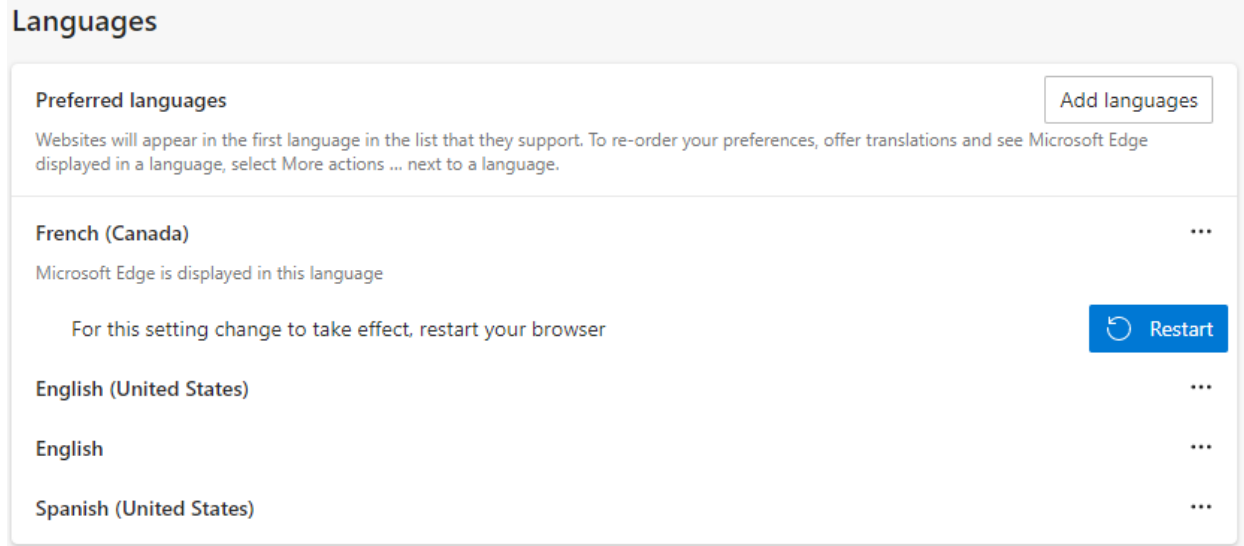 Languages
Preferred languages
Add languages
Websites will appear in the first language in the list that they support. To re-order your preferences, offer translations and see Microsoft Edge
displayed in a language, select More actions ... next to a language.
French (Canada)
Microsoft Edge is displayed in this language
For this setting change to take effect, restart your browser
Restart
English (United States)
English
Spanish (United States)